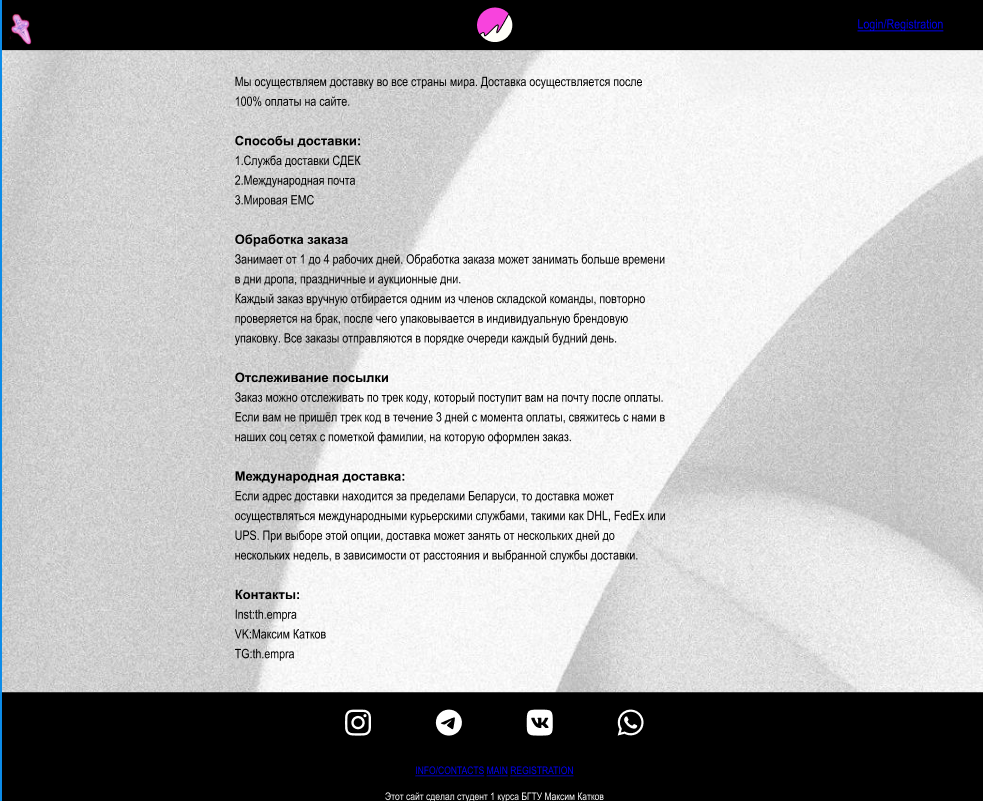 Login/Registration
Мы осуществляем доставку во все страны мира. Доставка осуществляется после
100% оплаты на сайте.
Способы доставки:
1.Служба доставки СДЕК
2.Международная почта
3.Мировая ЕМС
Обработка заказа
Занимает от 1 до 4 рабочих дней. Обработка заказа может занимать больше времени
в дни дропа, праздничные и аукционные дни.
Каждый заказ вручную отбирается одним из членов складской команды, повторно
проверяется на брак, после чего упаковывается в индивидуальную брендовую
упаковку. Все заказы отправляются в порядке очереди каждый будний день.
Отслеживание посылки
Заказ можно отслеживать по трек коду, который поступит вам на почту после оплаты.
Если вам не пришёл трек код в течение 3 дней с момента оплаты, свяжитесь с нами в
наших соц сетях с пометкой фамилии, на которую оформлен заказ.
Международная доставка:
Если адрес доставки находится за пределами Беларуси, то доставка может
осуществляться международными курьерскими службами, такими как DHL, FedEx или
UPS. При выборе этой опции, доставка может занять от нескольких дней до
нескольких недель, в зависимости от расстояния и выбранной службы доставки.
Контакты:
Inst:th.empra
VK:Максим Катков
TG:th.empra
INFO/CONTACTS MAIN REGISTRATION
Этот сайт сделал студент 1 курса БГТУ Максим Катков